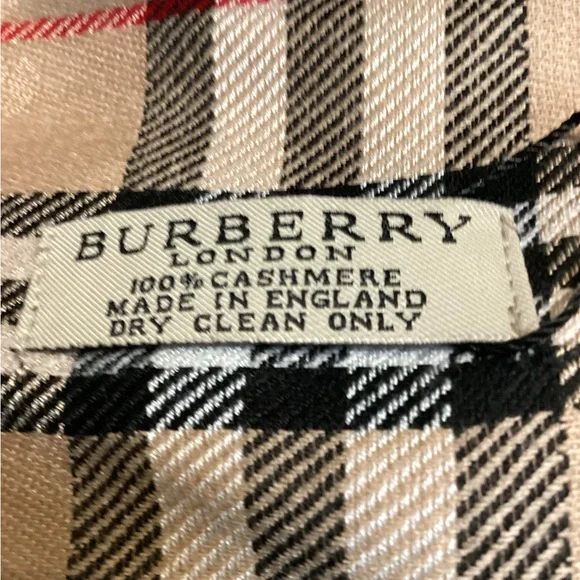 BURBERRY
LONDON
100% CASHMERE
MADE IN ENGLAND
DRY CLEAN ONLY